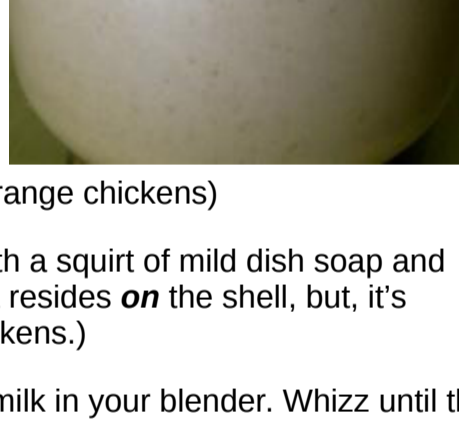 range chickens)
th a squirt of mild dish soap and
resides on the shell, but, it's
kens.)
milk in your blender. Whizz until t